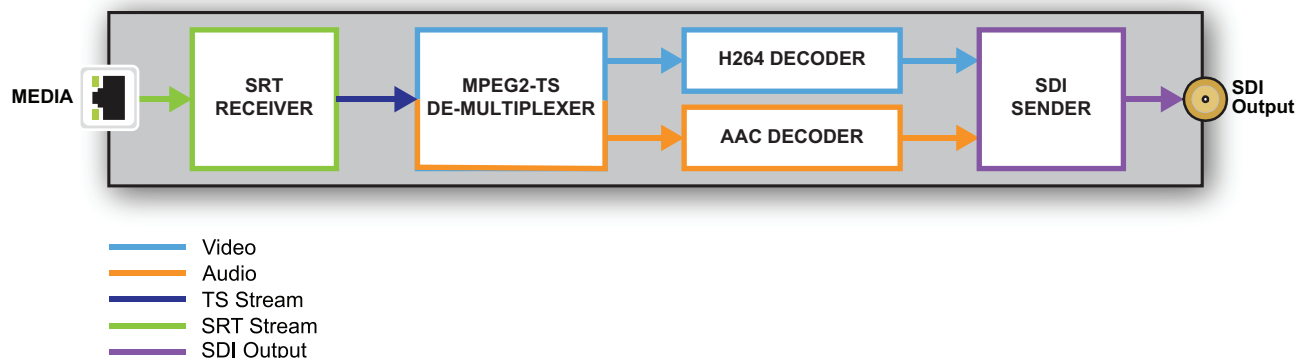 MEDIA
SRT
RECEIVER
MPEG2-TS
DE-MULTIPLEXER
H264 DECODER
AAC DECODER
SDI
SENDER
SDI
Output
Video
Audio
TS Stream
SRT Stream
SDI Output